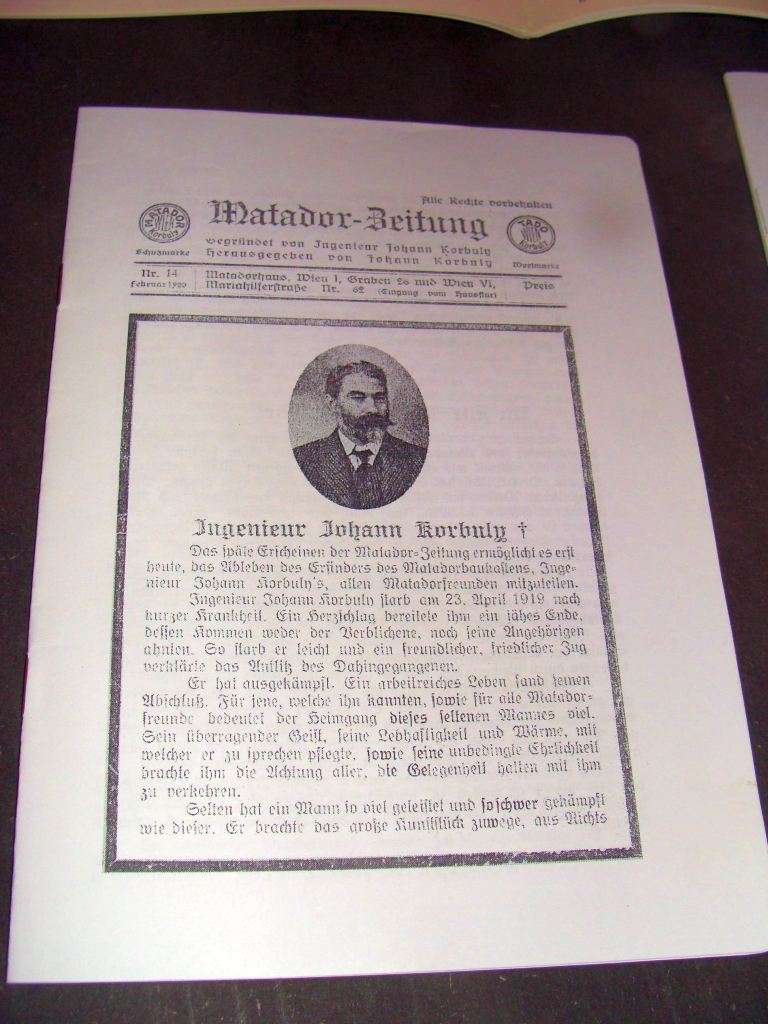 Alle Rechte vorbehalten
MATADOR
Korbuly
Matador-Zeitung
Korbuly
Schutzmarke
Begründet von Ingenieur Johann Korbuly
Herausgegeben von Johann Korbuly
Wortmarke
Nr. 14
Februar 1920
Matadorhaus, Wien I, Graben 26 und Wien VI,
Mariahilferstraße Nr. 62 (Eingang vom Hausflur)
Preis
Ingenieur Johann Korbuly †
Das späte Erscheinen der Matador-Zeitung ermöglicht es erst
heute, das Ableben des Erfinders des Matadorbaukastens, Inge-
nieur Johann Korbuly's, allen Matadorfreunden mitzuteilen.
Ingenieur Johann Korbuly starb am 23. April 1919 nach
kurzer Krankheit. Ein Herzschlag bereitete ihm ein jähes Ende,
dessen Kommen weder der Verblichene, noch seine Angehörigen
ahnten. So starb er leicht und ein freundlicher, friedlicher Zug
verklärte das Antlitz des Dahingegangenen.
Er hat ausgekämpft. Ein arbeitreiches Leben fand seinen
Abschluß. Für jene, welche ihn kannten, sowie für alle Matador-
freunde bedeutet der Heimgang dieses seltenen Mannes viel.
Sein überragender Geist, seine Lebhaftigkeit und Wärme, mit
welcher er zu sprechen pflegte, sowie seine unbedingte Ehrlichkeit
brachte ihm die Achtung aller, die Gelegenheit hatten mit ihm
zu verkehren.
Selten hat ein Mann so viel geleistet und so schwer gekämpft
wie dieser. Er brachte das große Kunststück zuwege, aus Nichts